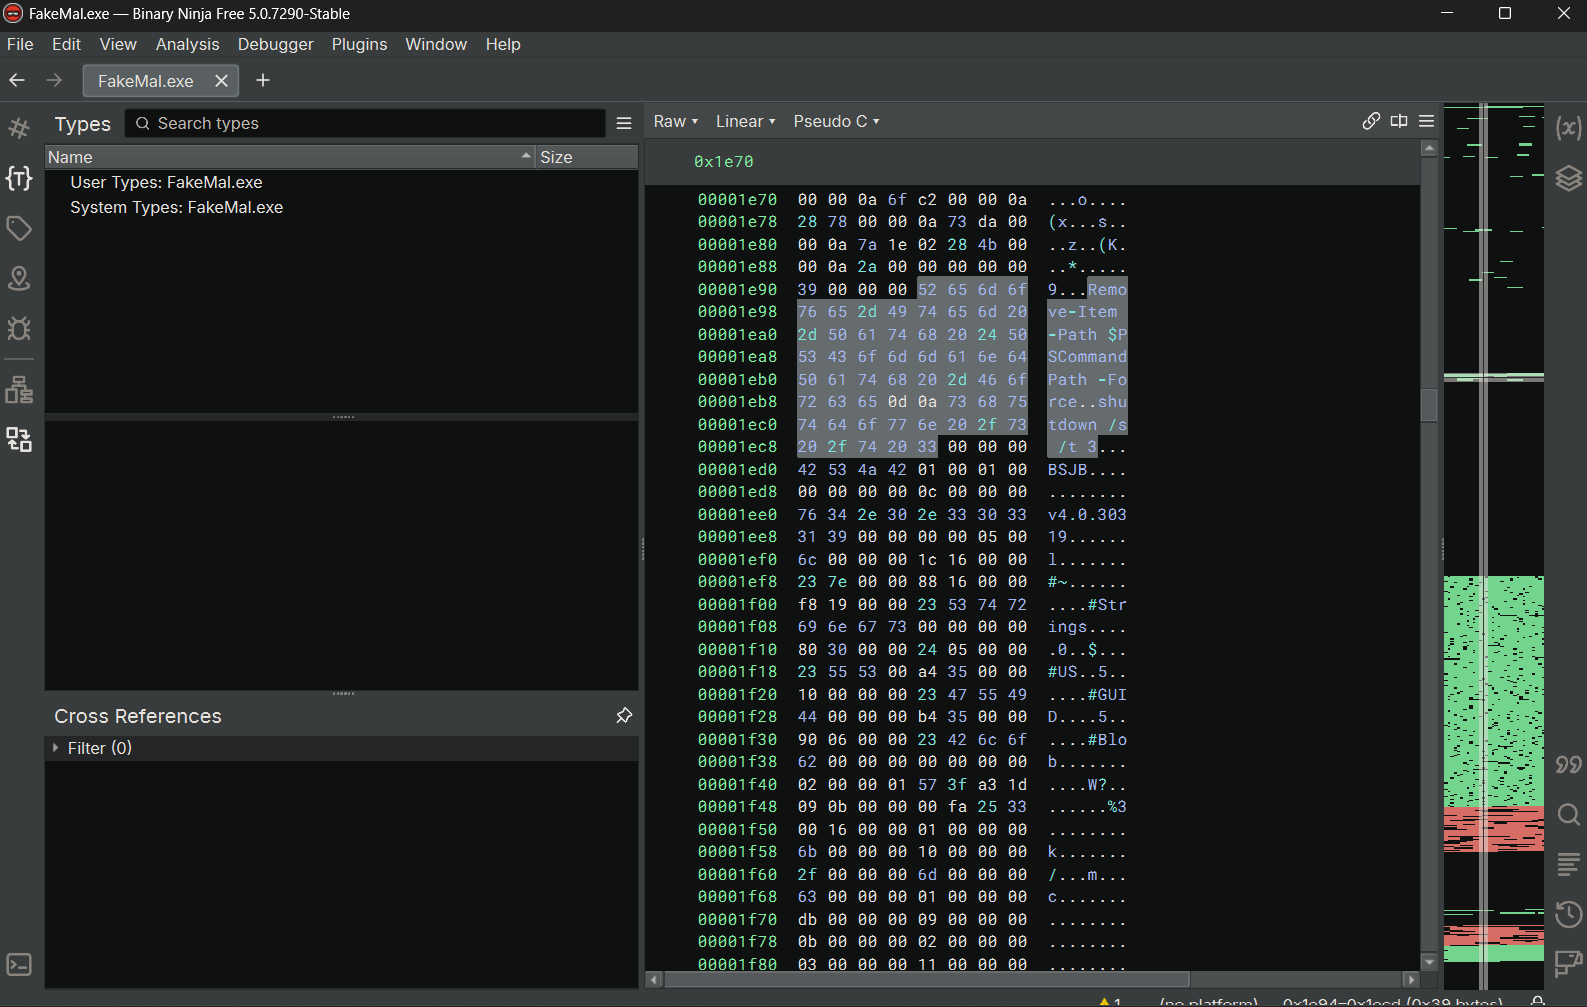 FakeMal.exe — Binary Ninja Free 5.0.7290-Stable
File Edit View Analysis Debugger Plugins Window Help
FakeMal.exe
Types
Search types
Name Size
User Types: FakeMal.exe
System Types: FakeMal.exe
Cross References
Filter (0)
Raw Linear Pseudo C
0x1e70
00001e70 00 00 0a 6f c2 00 00 0a ...o....
00001e78 28 78 00 00 0a 73 da 00 (x...s..
00001e80 00 0a 7a 1e 02 28 4b 00 ..z..(K.
00001e88 00 0a 2a 00 00 00 00 00 ..*.....
00001e90 39 00 00 00 52 65 6d 6f 9...Remo
00001e98 76 65 2d 49 74 65 6d 20 ve-Item 
00001ea0 2d 50 61 74 68 20 24 50 -Path $P
00001ea8 53 43 6f 6d 6d 61 6e 64 SCommand
00001eb0 50 61 74 68 20 2d 46 6f Path -Fo
00001eb8 72 63 65 0d 0a 73 68 75 rce..shu
00001ec0 74 64 6f 77 6e 20 2f 73 tdown /s
00001ec8 20 2f 74 20 33 00 00 00  /t 3...
00001ed0 42 53 4a 42 01 00 01 00 BSJB....
00001ed8 00 00 00 00 0c 00 00 00 ........
00001ee0 76 34 2e 30 2e 33 30 33 v4.0.303
00001ee8 31 39 00 00 00 00 05 00 19......
00001ef0 6c 00 00 00 1c 16 00 00 l.......
00001ef8 23 7e 00 00 88 16 00 00 #~......
00001f00 f8 19 00 00 23 53 74 72 ....#Str
00001f08 69 6e 67 73 00 00 00 00 ings....
00001f10 80 30 00 00 24 05 00 00 .0..$...
00001f18 23 55 53 00 a4 35 00 00 #US..5..
00001f20 10 00 00 00 23 47 55 49 ....#GUI
00001f28 44 00 00 00 b4 35 00 00 D....5..
00001f30 90 06 00 00 23 42 6c 6f ....#Blo
00001f38 62 00 00 00 00 00 00 00 b.......
00001f40 02 00 00 01 57 3f a3 1d ....W?..
00001f48 09 0b 00 00 00 fa 25 33 ......%3
00001f50 00 16 00 00 01 00 00 00 ........
00001f58 6b 00 00 00 10 00 00 00 k.......
00001f60 2f 00 00 00 6d 00 00 00 /...m...
00001f68 63 00 00 00 01 00 00 00 c.......
00001f70 db 00 00 00 09 00 00 00 ........
00001f78 0b 00 00 00 02 00 00 00 ........
00001f80 03 00 00 00 11 00 00 00 ........
1 (no platform) 0x1e94–0x1ecd (0x39 bytes)